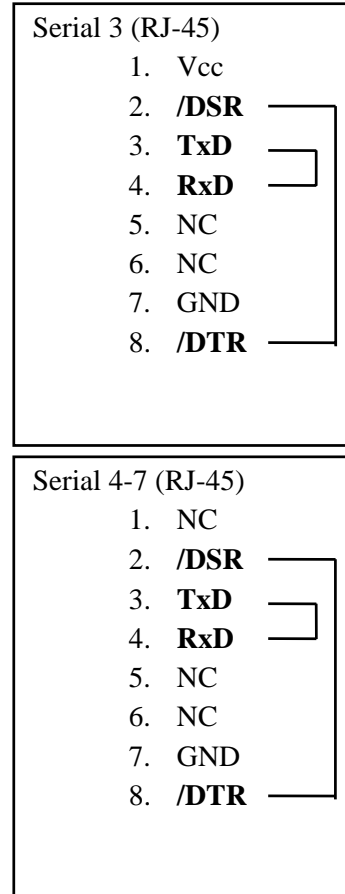 Serial 3 (RJ-45)
1. Vcc
2. /DSR
3. TxD
4. RxD
5. NC
6. NC
7. GND
8. /DTR
Serial 4-7 (RJ-45)
1. NC
2. /DSR
3. TxD
4. RxD
5. NC
6. NC
7. GND
8. /DTR